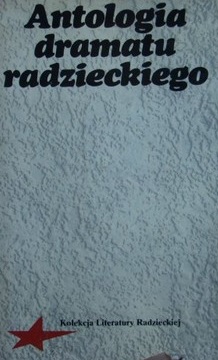 Antologia
dramatu
radzieckiego
Kolekcja Literatury Radzieckiej